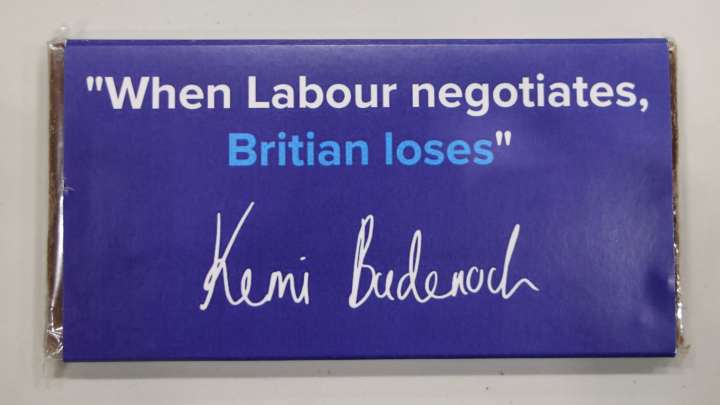 "When Labour negotiates,
Britian loses"
Kemi Badenoch